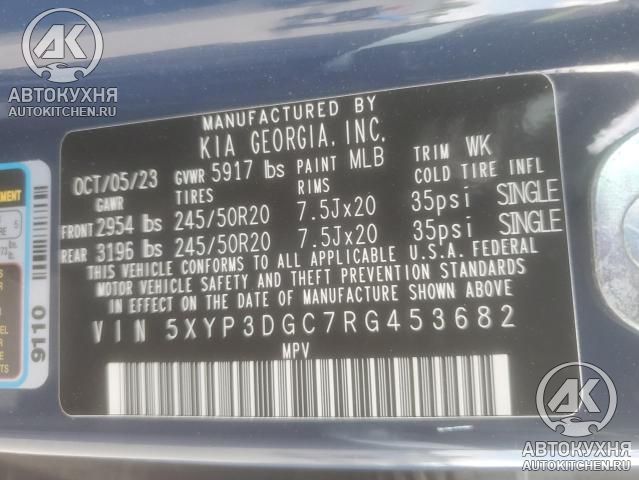 AK
АВТОКУХНЯ
AUTOKITCHEN.RU
MANUFACTURED BY
KIA GEORGIA, INC.
OCT/05/23 GVWR 5917 lbs PAINT MLB TRIM WK
GAWR TIRES RIMS COLD TIRE INFL
FRONT 2954 lbs 245/50R20 7.5Jx20 35psi SINGLE
REAR 3196 lbs 245/50R20 7.5Jx20 35psi SINGLE
THIS VEHICLE CONFORMS TO ALL APPLICABLE U.S.A. FEDERAL
MOTOR VEHICLE SAFETY AND THEFT PREVENTION STANDARDS
IN EFFECT ON THE DATE OF MANUFACTURE SHOWN ABOVE
VIN 5XYP3DGC7RG453682
MPV
9110
AK
АВТОКУХНЯ
AUTOKITCHEN.RU